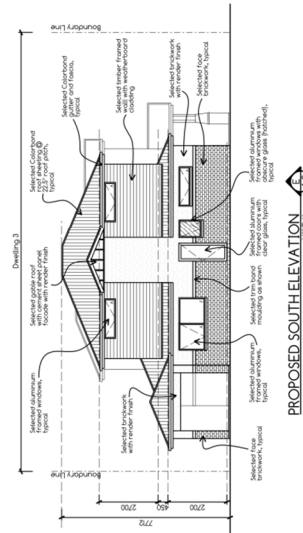 Dwelling 3
Boundary Line
Boundary Line
Selected aluminium
framed windows,
typical
Selected gable roof
with cement sheet panel
facade with render finish
Selected Colorbond
roof sheeting @
22.5° roof pitch,
typical
Selected Colorbond
gutter and fascia,
typical
Selected timber framed
wall with weatherboard
cladding
Selected brickwork
with render finish
Selected face
brickwork, typical
Selected brickwork
with render finish
7712
2700
450
2700
Selected face
brickwork, typical
Selected aluminium
framed windows,
typical
Selected trim band
moulding as shown
Selected aluminium
framed doors with
clear glass, typical
Selected aluminium
framed windows with
obscure glass (hatched),
typical
PROPOSED SOUTH ELEVATION
E